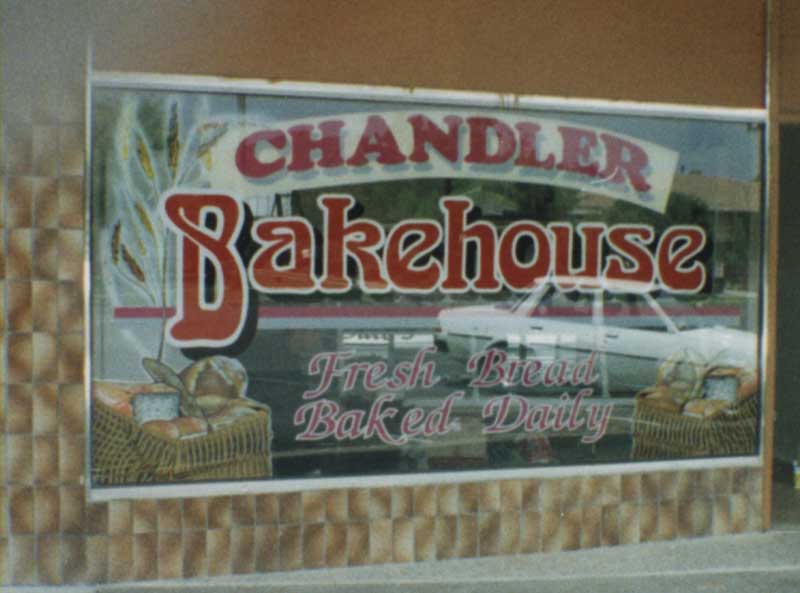 CHANDLER
Bakehouse
Fresh Bread
Baked Daily